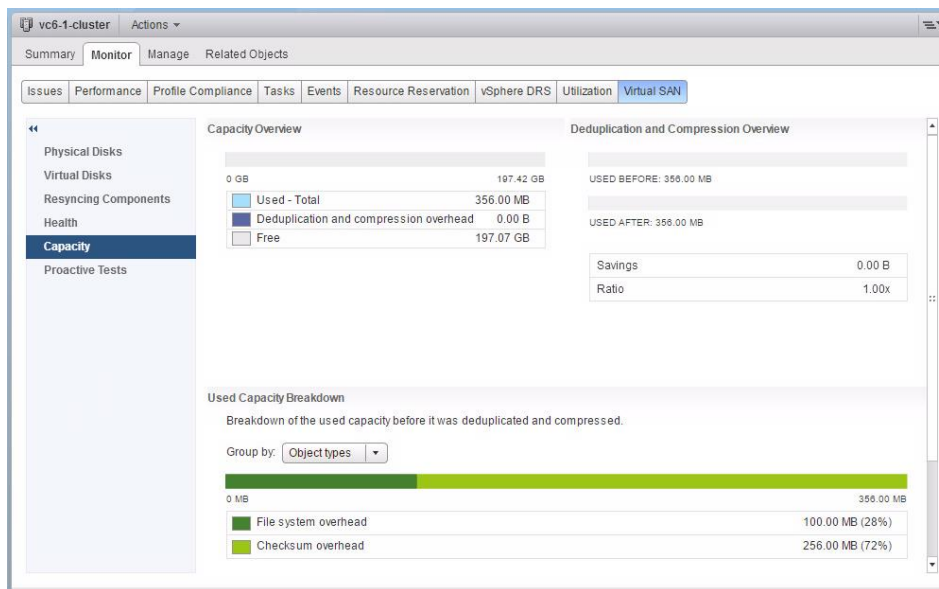 vc6-1-cluster Actions
Summary Monitor Manage Related Objects
Issues Performance Profile Compliance Tasks Events Resource Reservation vSphere DRS Utilization Virtual SAN
Physical Disks
Virtual Disks
Resyncing Components
Health
Capacity
Proactive Tests
Capacity Overview
0 GB 197.42 GB
Used - Total 356.00 MB
Deduplication and compression overhead 0.00 B
Free 197.07 GB
Deduplication and Compression Overview
USED BEFORE: 356.00 MB
USED AFTER: 356.00 MB
Savings 0.00 B
Ratio 1.00x
Used Capacity Breakdown
Breakdown of the used capacity before it was deduplicated and compressed.
Group by: Object types
0 MB 356.00 MB
File system overhead 100.00 MB (28%)
Checksum overhead 256.00 MB (72%)